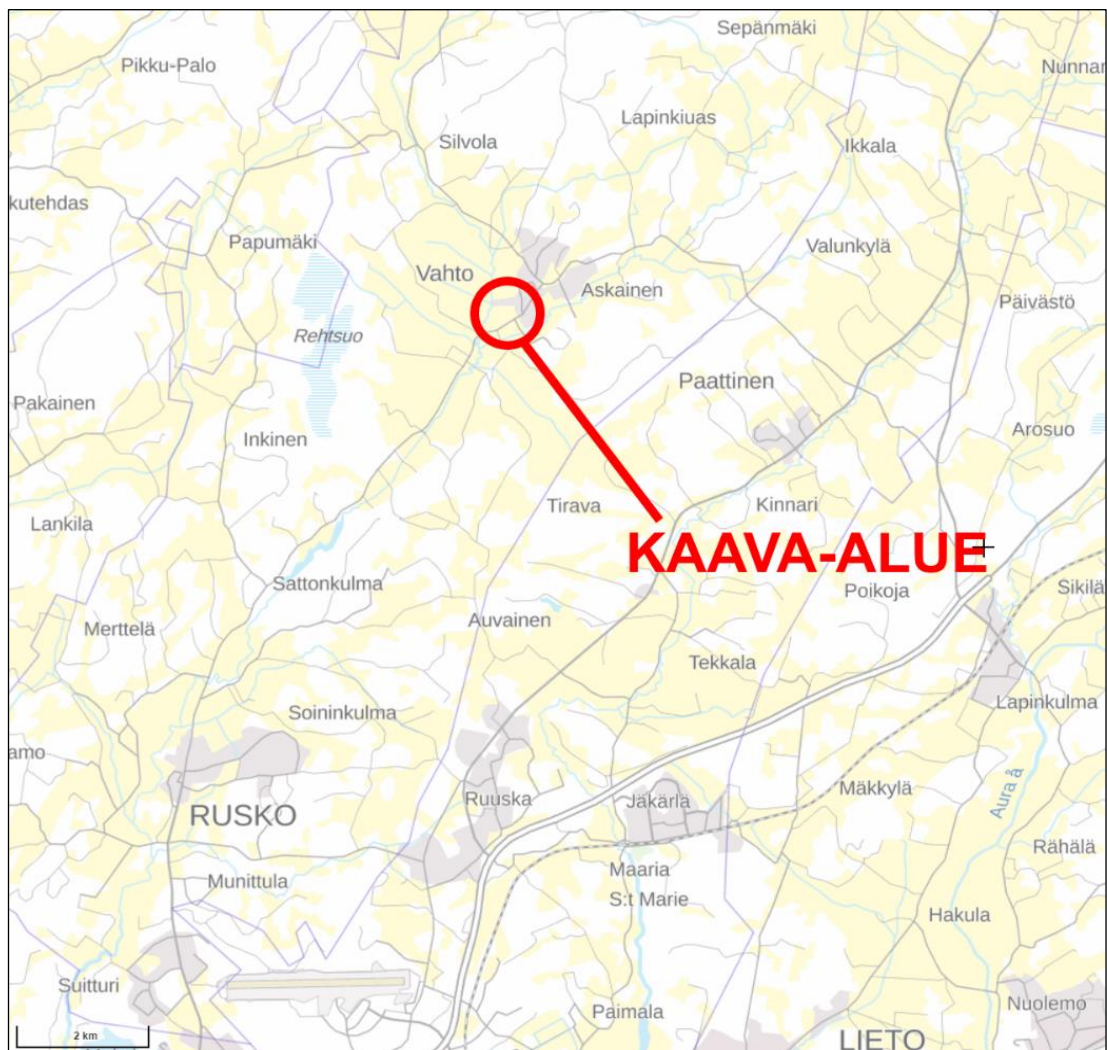 Sepänmäki
Pikku-Palo
Nunnar
Lapinkiuas
Silvola
Ikkala
kutehdas
Papumäki
Valunkylä
Vahto
Askainen
Päivästö
Rehtsuo
Paattinen
Pakainen
Arosuo
Inkinen
Tirava
Kinnari
Lankila
KAAVA-ALUE
Sattonkulma
Poikoja
Sikilä
Auvainen
Merttelä
Tekkala
Lapinkulma
Soininkulma
amo
Mäkkylä
Aura å
Ruuska
Jäkärlä
RUSKO
Rähälä
Maaria
Munittula
S:t Marie
Hakula
Suitturi
Nuolemo
Paimala
2 km
LIETO